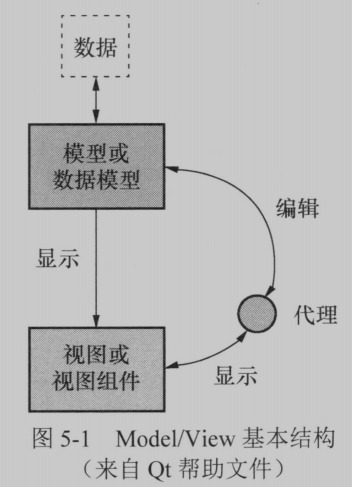 数据
模型或
数据模型
编辑
显示
代理
视图或
视图组件
显示
图 5-1 Model/View 基本结构
（来自 Qt 帮助文件）